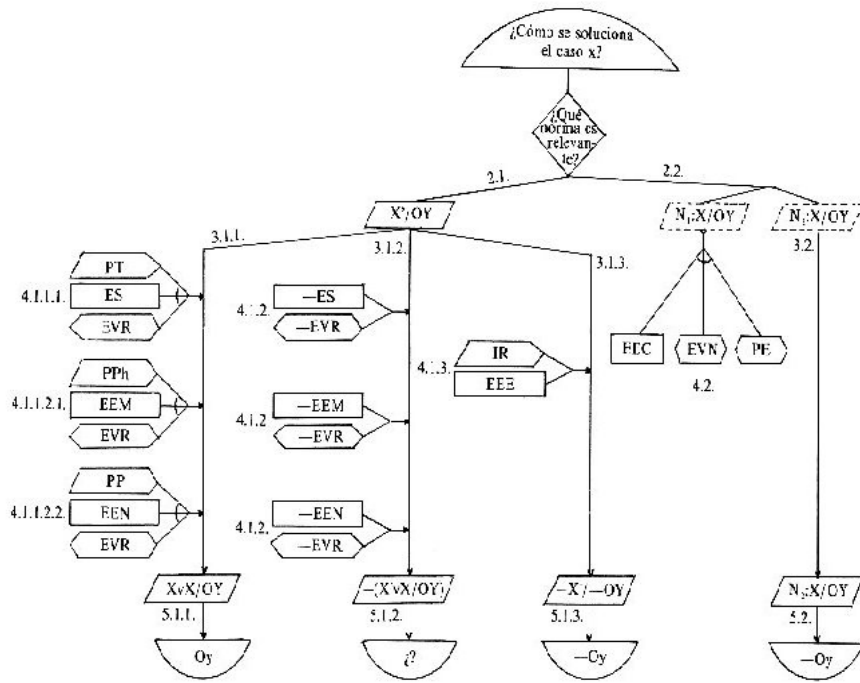 ¿Cómo se soluciona
el caso x?
¿Qué
norma es
relevan-
te?
2.1.
2.2.
X'/OY
N₁:X/OY
N₁:X/OY
3.1.1.
3.1.2.
3.1.3.
3.2.
PT
4.1.1.1.
ES
EVR
—ES
4.1.2.
—EVR
IR
4.1.3.
EEE
EEC
EVN
PE
4.2.
PPh
4.1.1.2.1.
EEM
EVR
—EEM
4.1.2
—EVR
PP
4.1.1.2.2.
EEN
EVR
—EEN
4.1.2.
—EVR
XvX/OY
—(X'vX/OY)
—X'/—OY
N₂:X/OY
5.1.1.
5.1.2.
5.1.3.
5.2.
Oy
¿?
—Oy
—Oy